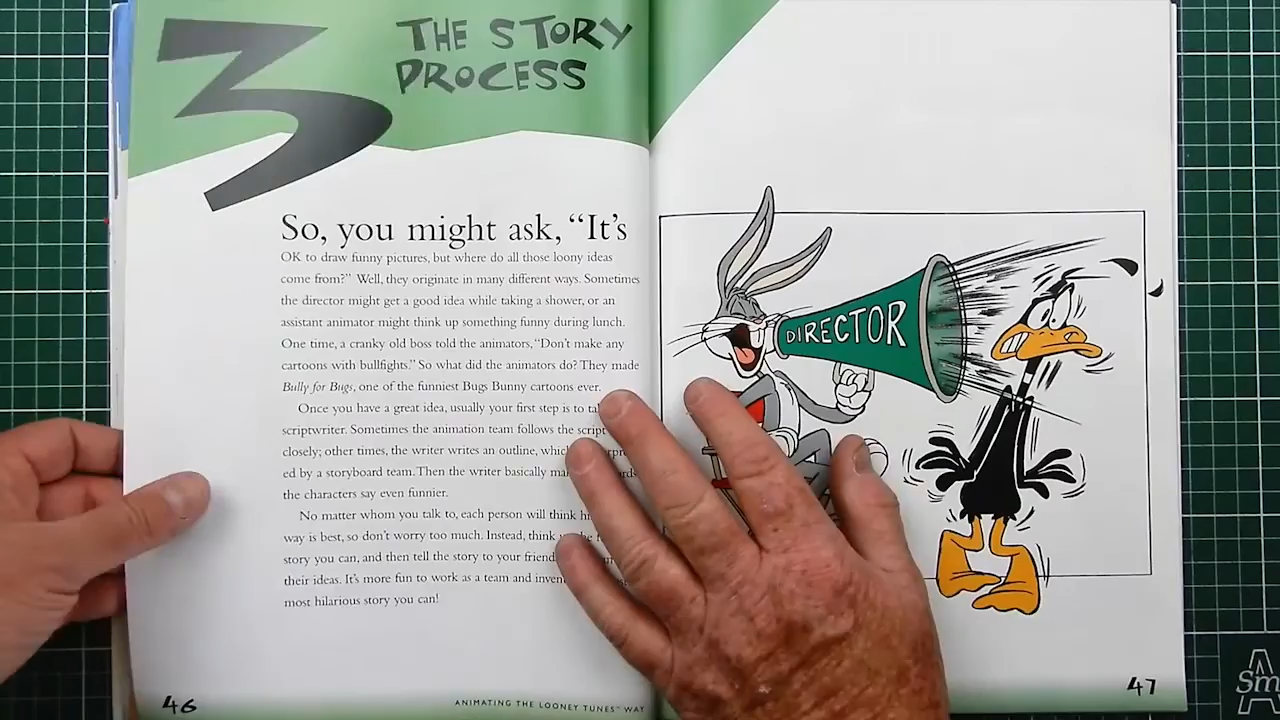 3 THE STORY
PROCESS
So, you might ask, “It’s
OK to draw funny pictures, but where do all those loony ideas
come from?” Well, they originate in many different ways. Sometimes
the director might get a good idea while taking a shower, or an
assistant animator might think up something funny during lunch.
One time, a cranky old boss told the animators, “Don’t make any
cartoons with bullfights.” So what did the animators do? They made
Bully for Bugs, one of the funniest Bugs Bunny cartoons ever.
Once you have a great idea, usually your first step is to
scriptwriter. Sometimes the animation team follows the script
closely; other times, the writer writes an outline,
ed by a storyboard team. Then the writer basically
the characters say even funnier.
No matter whom you talk to, each person will think
way is best, so don’t worry too much. Instead, think
story you can, and then tell the story to your
their ideas. It’s more fun to work as a team and
most hilarious story you can!
46
ANIMATING THE LOONEY TUNES™ WAY
DIRECTOR
47
A
Sm